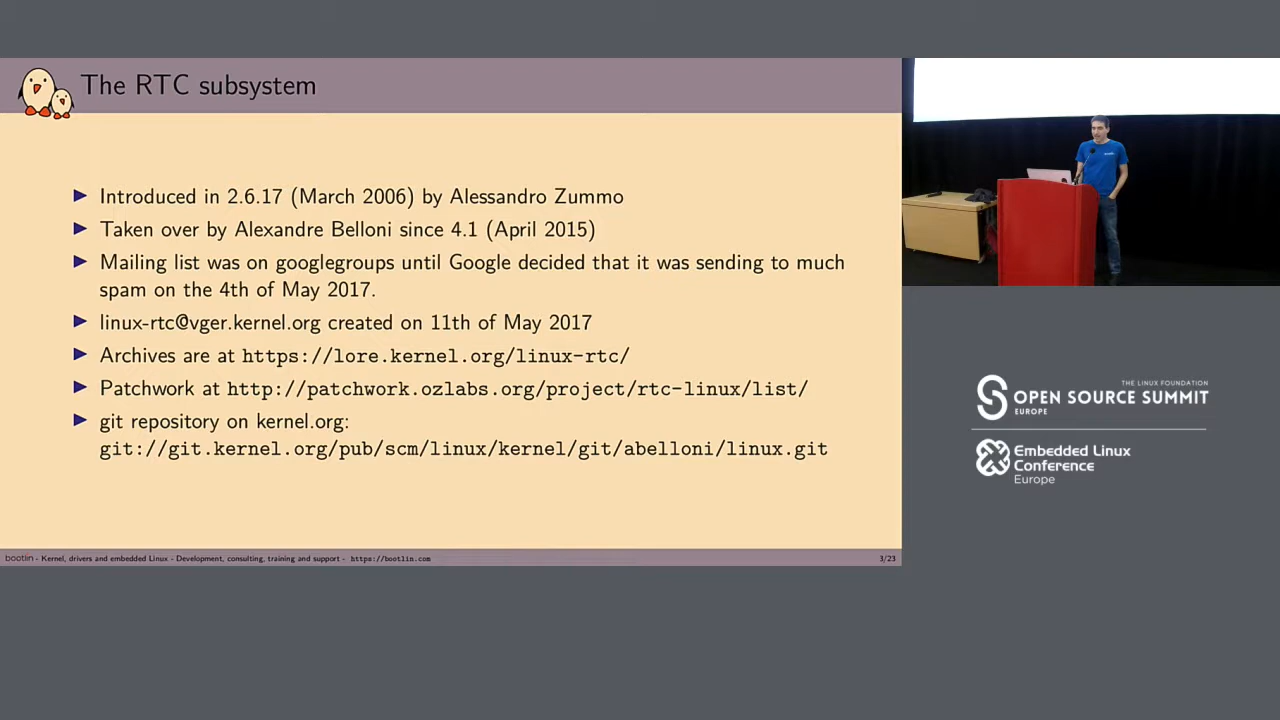 The RTC subsystem
Introduced in 2.6.17 (March 2006) by Alessandro Zummo
Taken over by Alexandre Belloni since 4.1 (April 2015)
Mailing list was on googlegroups until Google decided that it was sending to much
spam on the 4th of May 2017.
linux-rtc@vger.kernel.org created on 11th of May 2017
Archives are at https://lore.kernel.org/linux-rtc/
Patchwork at http://patchwork.ozlabs.org/project/rtc-linux/list/
git repository on kernel.org:
git://git.kernel.org/pub/scm/linux/kernel/git/abelloni/linux.git
bootlin - Kernel, drivers and embedded Linux - Development, consulting, training and support - https://bootlin.com
3/23
THE LINUX FOUNDATION
OPEN SOURCE SUMMIT
EUROPE
Embedded Linux
Conference
Europe